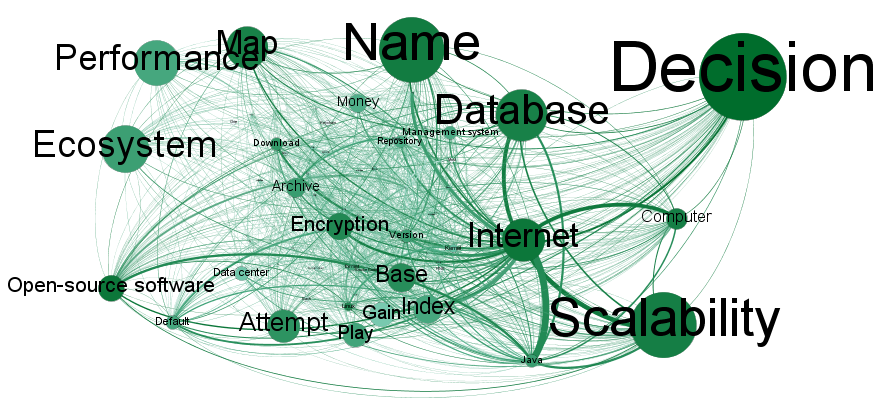 Name
Map
Performance
Decision
Money
Database
Management system
Download
Repository
Ecosystem
Archive
Computer
Encryption
Version
Internet
Data center
Base
Open-source software
Index
Gain
Scalability
Default
Attempt
Play
Java